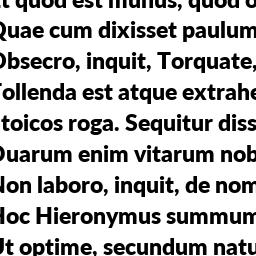 t quod est munus, quod o
Quae cum dixisset paulum
Obsecro, inquit, Torquate,
Tollenda est atque extrahe
toicos roga. Sequitur diss
Duarum enim vitarum nob
Non laboro, inquit, de nom
Hoc Hieronymus summum
Ut optime, secundum natu